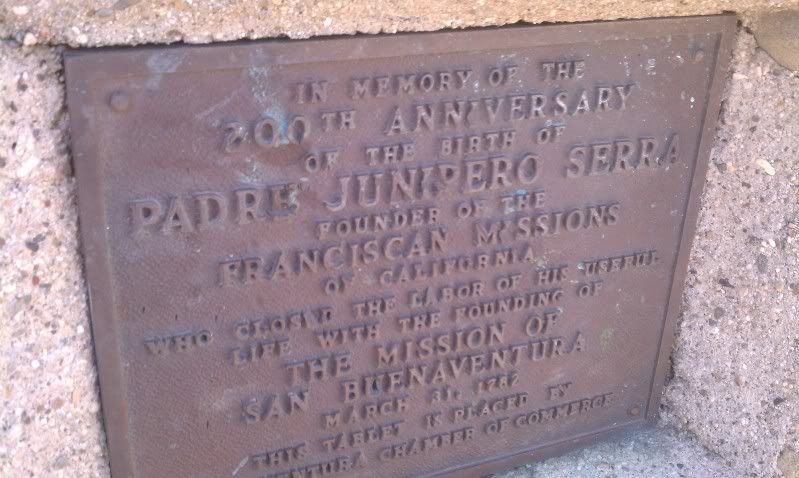 IN MEMORY OF THE
200TH ANNIVERSARY
OF THE BIRTH OF
PADRE JUNIPERO SERRA
FOUNDER OF THE
FRANCISCAN MISSIONS
OF CALIFORNIA
WHO CLOSED THE LABOR OF HIS USEFUL
LIFE WITH THE FOUNDING OF
THE MISSION OF
SAN BUENAVENTURA
MARCH 31, 1782
THIS TABLET IS PLACED BY
VENTURA CHAMBER OF COMMERCE